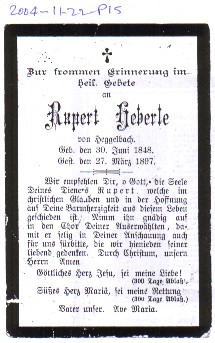 2004-11-22-P15
Zur frommen Erinnerung im
heil. Gebete
an
Rupert Heberle
von Heggelbach.
Geb. den 30. Juni 1848.
Gest. den 27. März 1897.
Wir empfehlen Dir, o Gott, die Seele
Deines Dieners Rupert, welche im
christlichen Glauben und in der Hoffnung
auf Deine Barmherzigkeit aus diesem Leben
geschieden ist. Nimm ihn gnädig auf
in den Chor Deiner Auserwählten, da-
mit er selig in Deiner Anschauung auch
für uns fürbitte, die wir hienieden seiner
liebend gedenken. Durch Christum, unsern
Herrn Amen
Göttliches Herz Jesu, sei meine Liebe!
(300 Tage Ablaß.)
Süßes Herz Mariä, sei meine Rettung
(300 Tage Ablaß.)
Vater unser. Ave Maria.